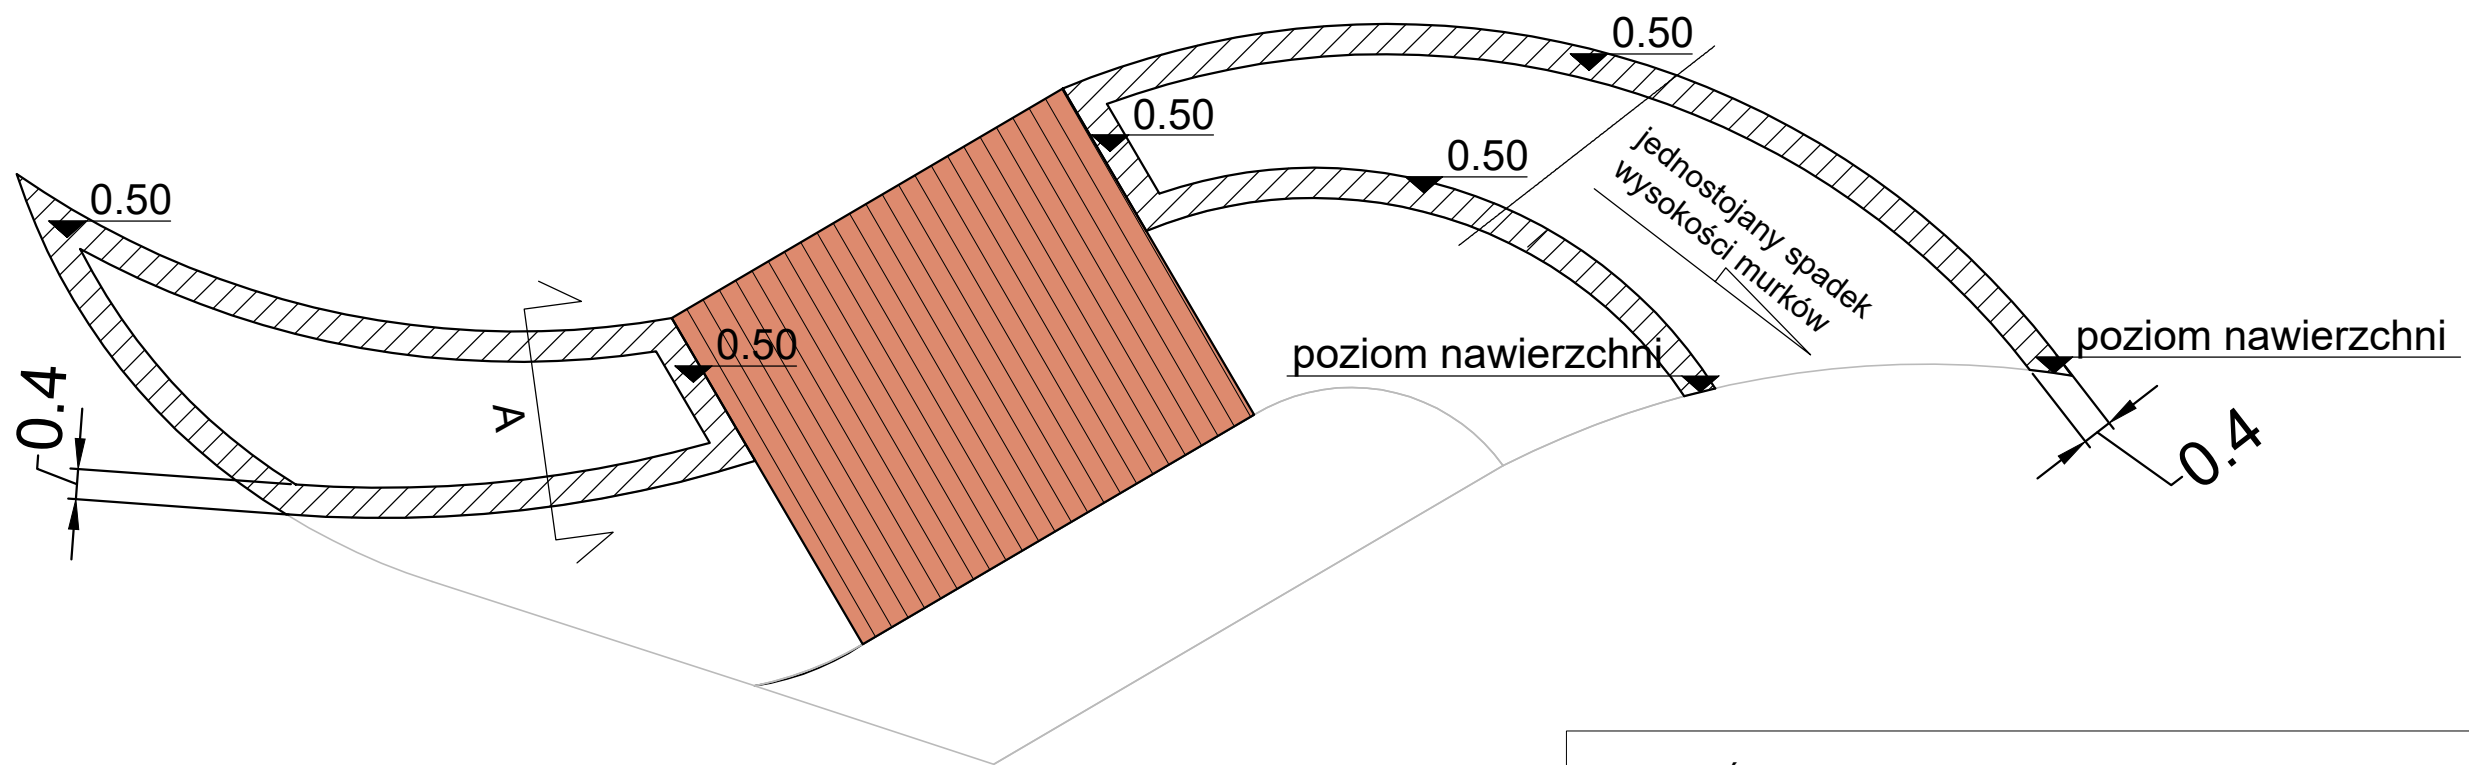 0.50
0.50
0.50
0.50
jednostojany spadek
wysokości murków
0.50
poziom nawierzchni
poziom nawierzchni
0.4
A
0.4